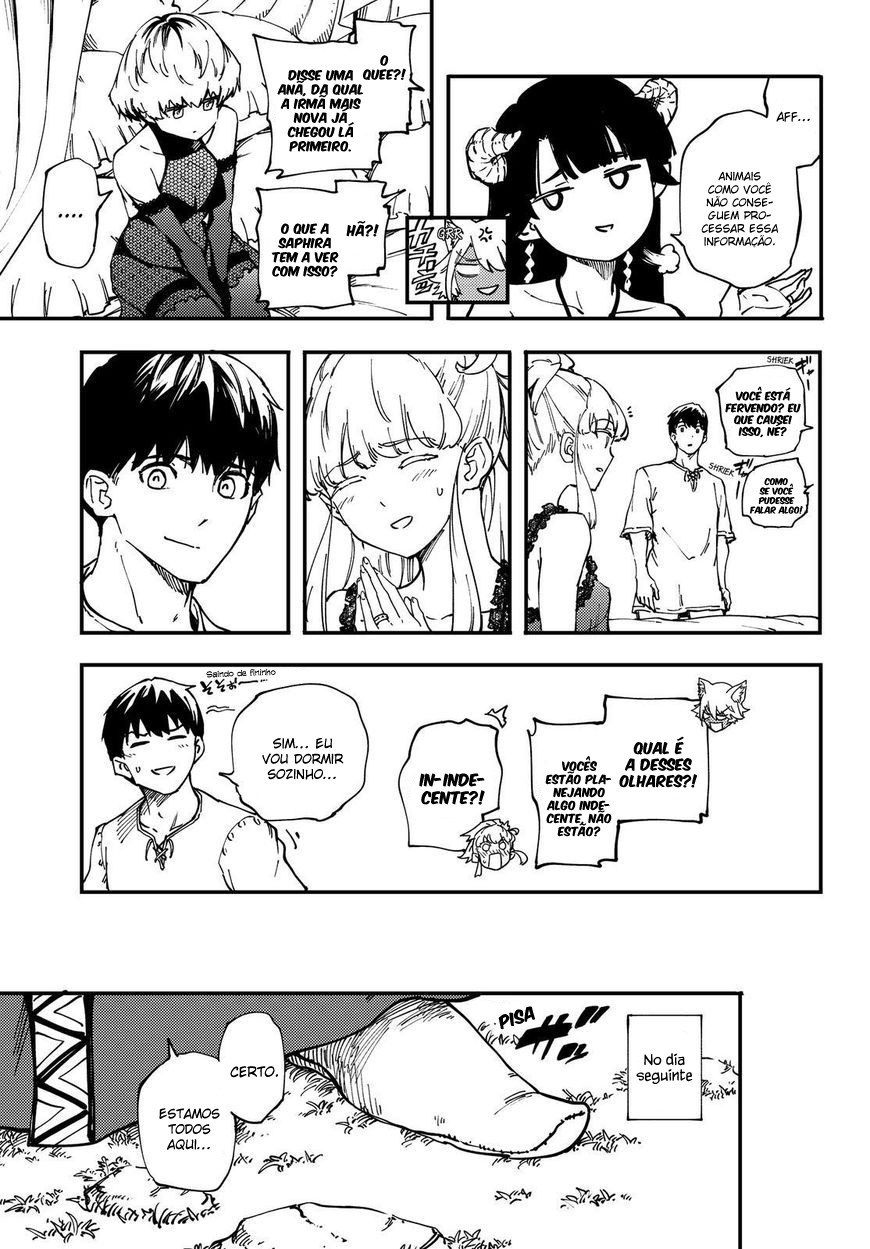 AFF...
ANIMAIS
COMO VOCÊ
NÃO CONSE-
GUEM PRO-
CESSAR ESSA
INFORMAÇÃO.
GRR
O
QUEE?!
DISSE UMA
ANÃ, DA QUAL
A IRMÃ MAIS
NOVA JÁ
CHEGOU LÁ
PRIMEIRO.
HÃ?!
O QUE A
SAPHIRA
TEM A VER
COM ISSO?
....
SHRIEK
VOCÊ ESTÁ
FERVENDO? EU
QUE CAUSEI
ISSO, NÉ?
SHRIEK
COMO
SE VOCÊ
PUDESSE
FALAR ALGO!
QUAL É
A DESSES
OLHARES?!
VOCÊS
ESTÃO PLA-
NEJANDO
ALGO INDE-
CENTE, NÃO
ESTÃO?
IN-INDE-
CENTE?!
SIM... EU
VOU DORMIR
SOZINHO...
Saindo de fininho
No dia
seguinte
PISA
CERTO.
ESTAMOS
TODOS
AQUI...